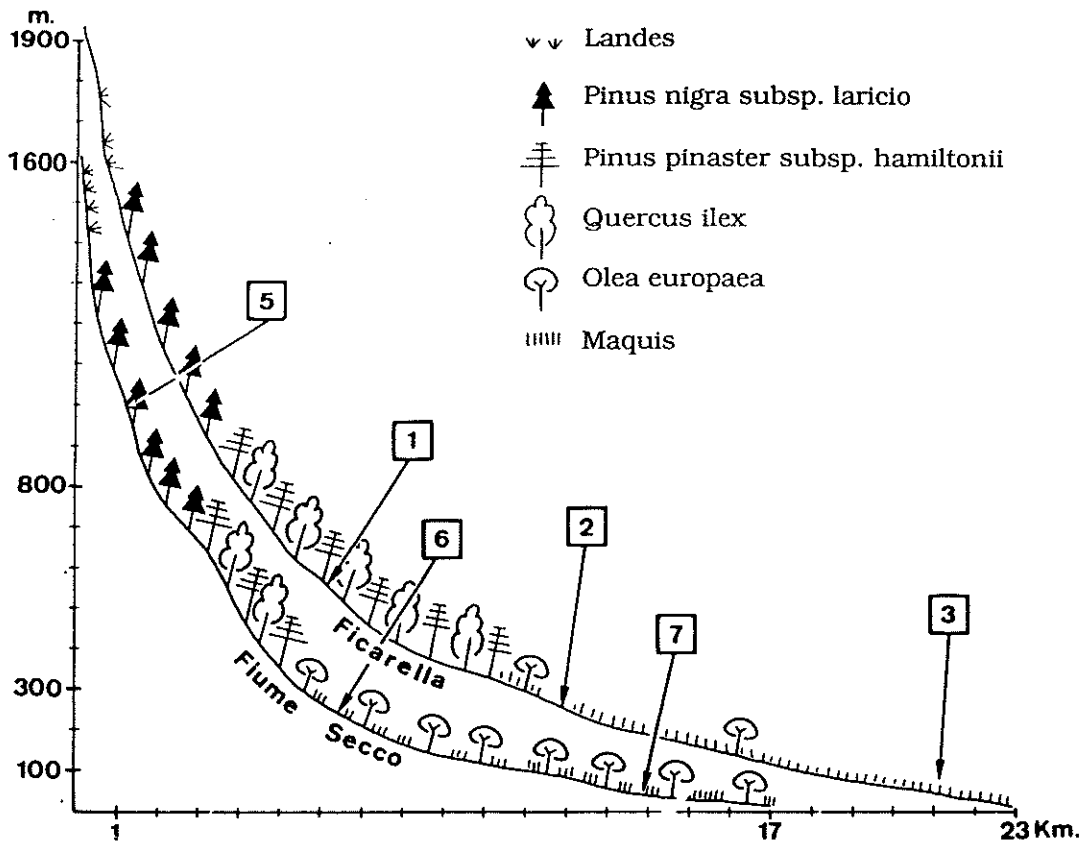 m.
1900
1600
800
300
100
Landes
Pinus nigra subsp. laricio
Pinus pinaster subsp. hamiltonii
Quercus ilex
Olea europaea
Maquis
5
1
6
2
7
3
Ficarella
Fiume Secco
1
17
23 Km.